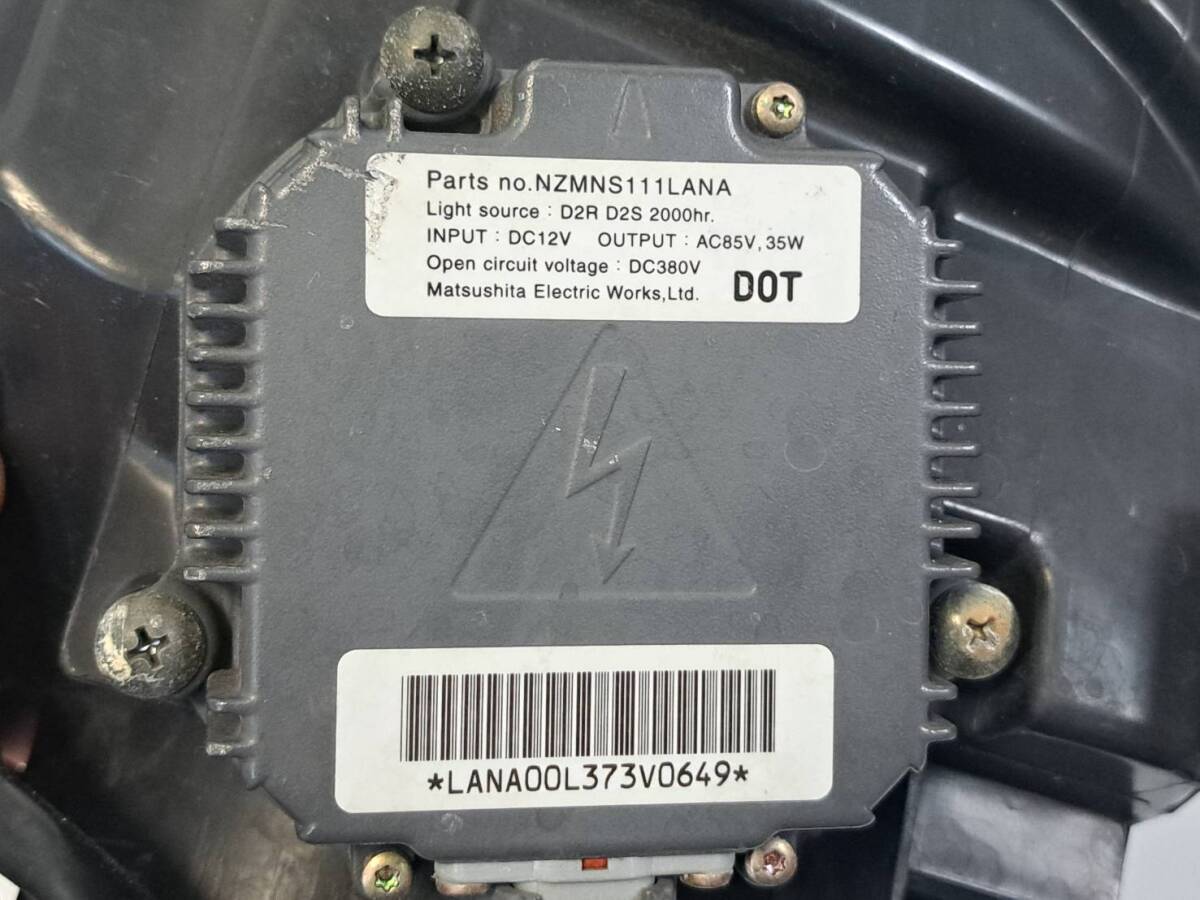 Parts no.NZMNS111LANA
Light source : D2R D2S 2000hr.
INPUT : DC12V OUTPUT : AC85V, 35W
Open circuit voltage : DC380V
Matsushita Electric Works,Ltd. DOT
*LANA00L373V0649*